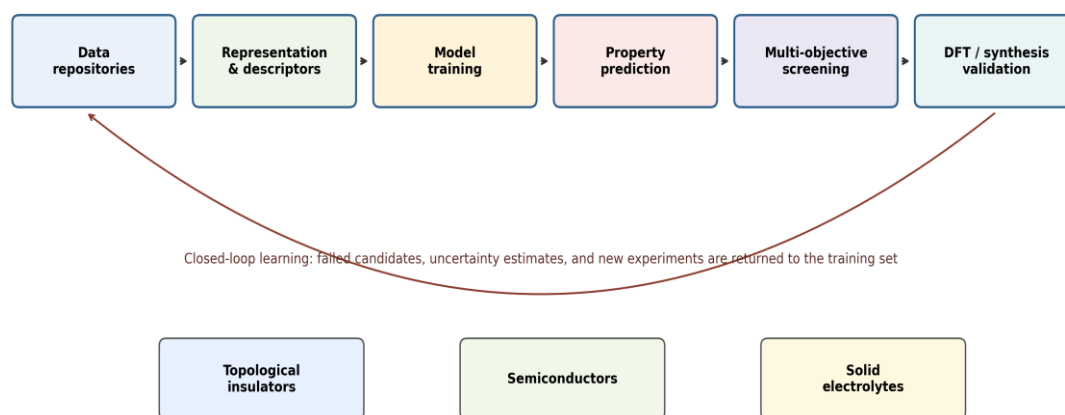 Data
repositories
Representation
& descriptors
Model
training
Property
prediction
Multi-objective
screening
DFT / synthesis
validation
Closed-loop learning: failed candidates, uncertainty estimates, and new experiments are returned to the training set
Topological
insulators
Semiconductors
Solid
electrolytes